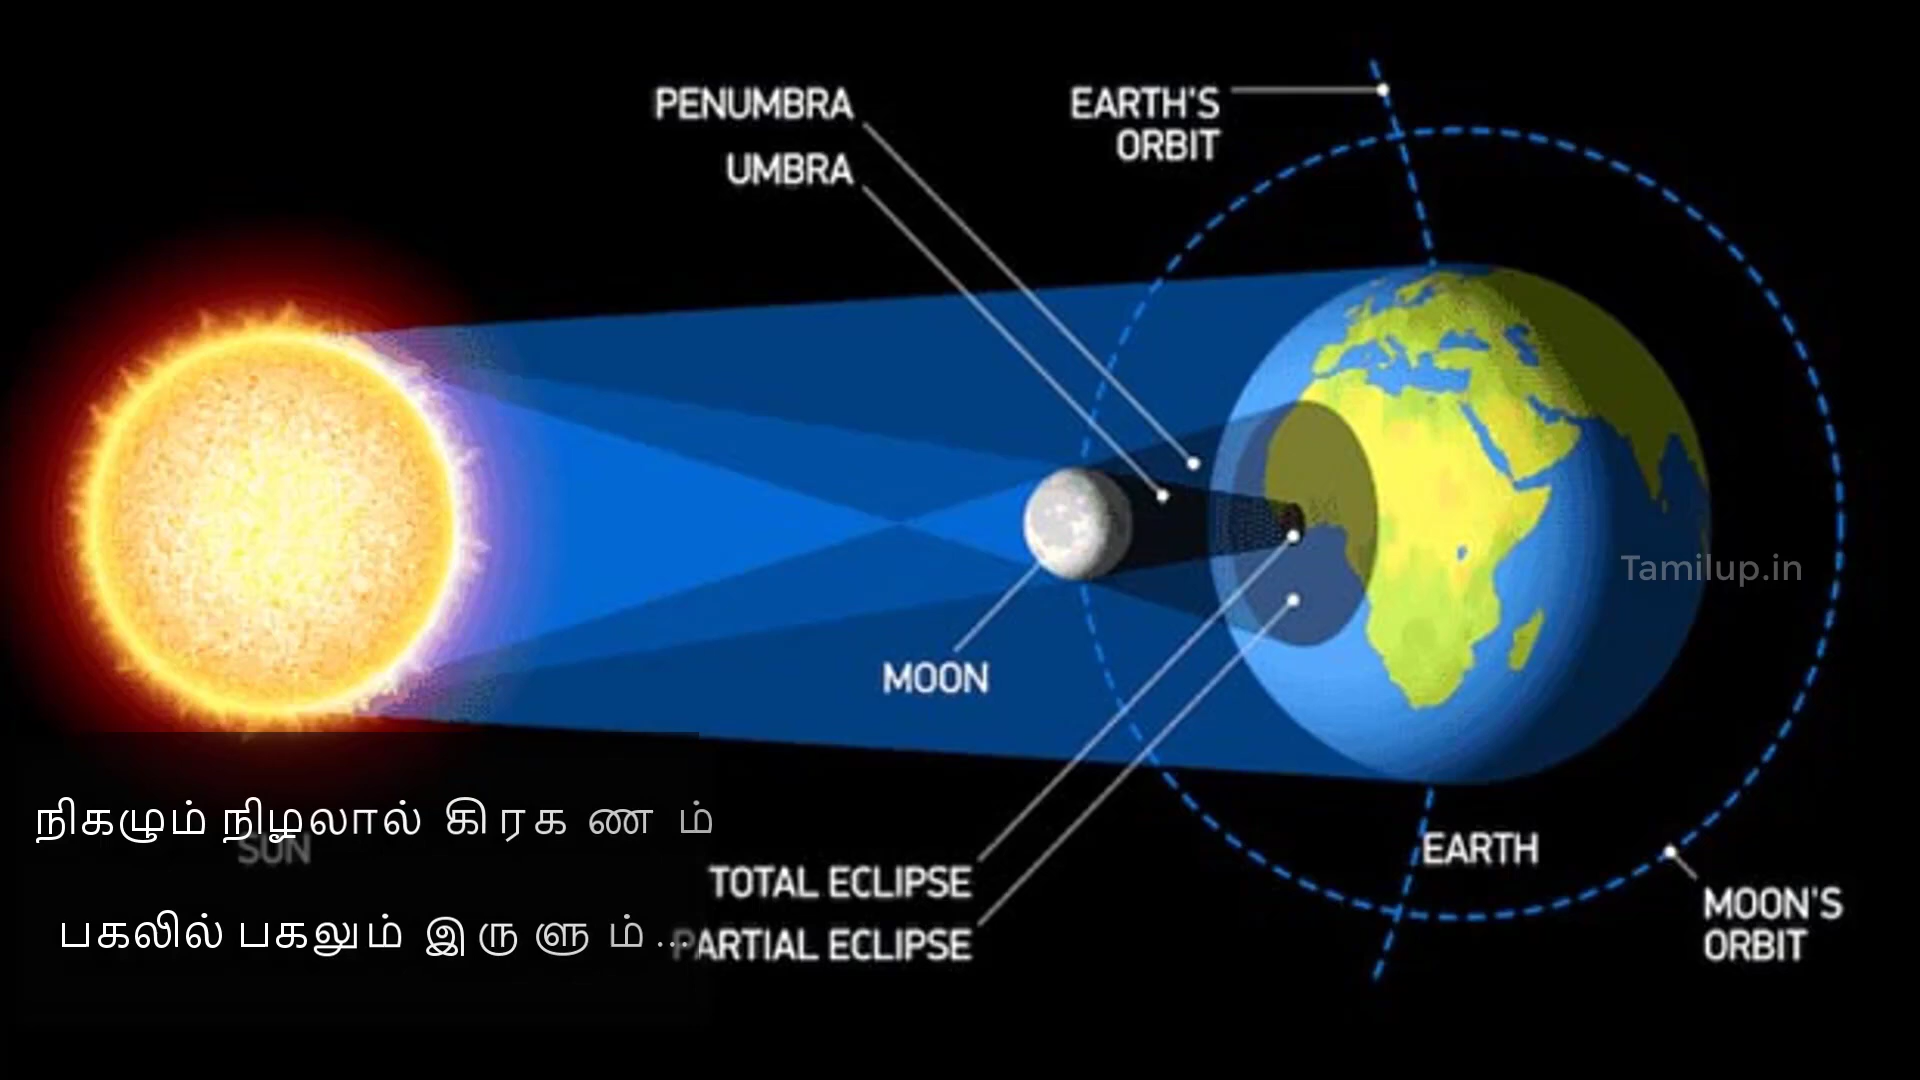 PENUMBRA
UMBRA
EARTH'S
ORBIT
Tamilup.in
MOON
நிகழும் நிழலால் கிரகணம்
SUN
பகலில் பகலும் இருளும்...
TOTAL ECLIPSE
PARTIAL ECLIPSE
EARTH
MOON'S
ORBIT